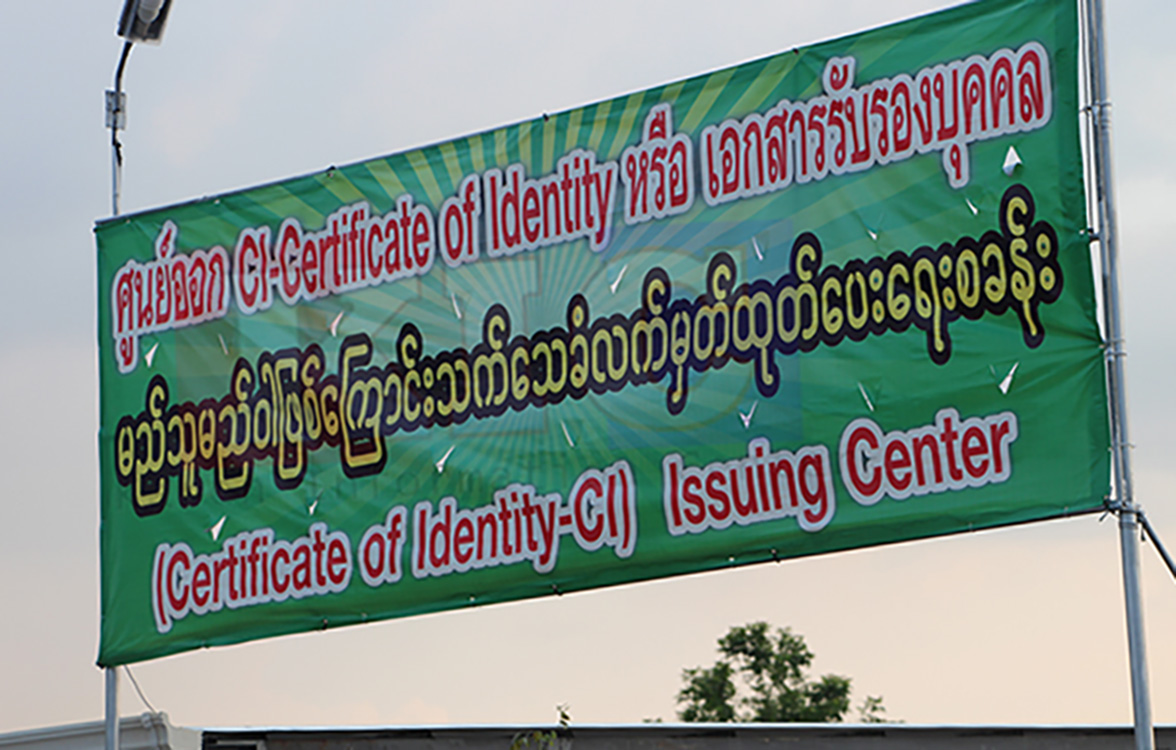 ศูนย์ออก CI-Certificate of Identity หรือ เอกสารรับรองบุคคล
မည်သူမည်ဝါဖြစ်ကြောင်းသက်သေခံလက်မှတ်ထုတ်ပေးရေးစခန်း
(Certificate of Identity-CI) Issuing Center